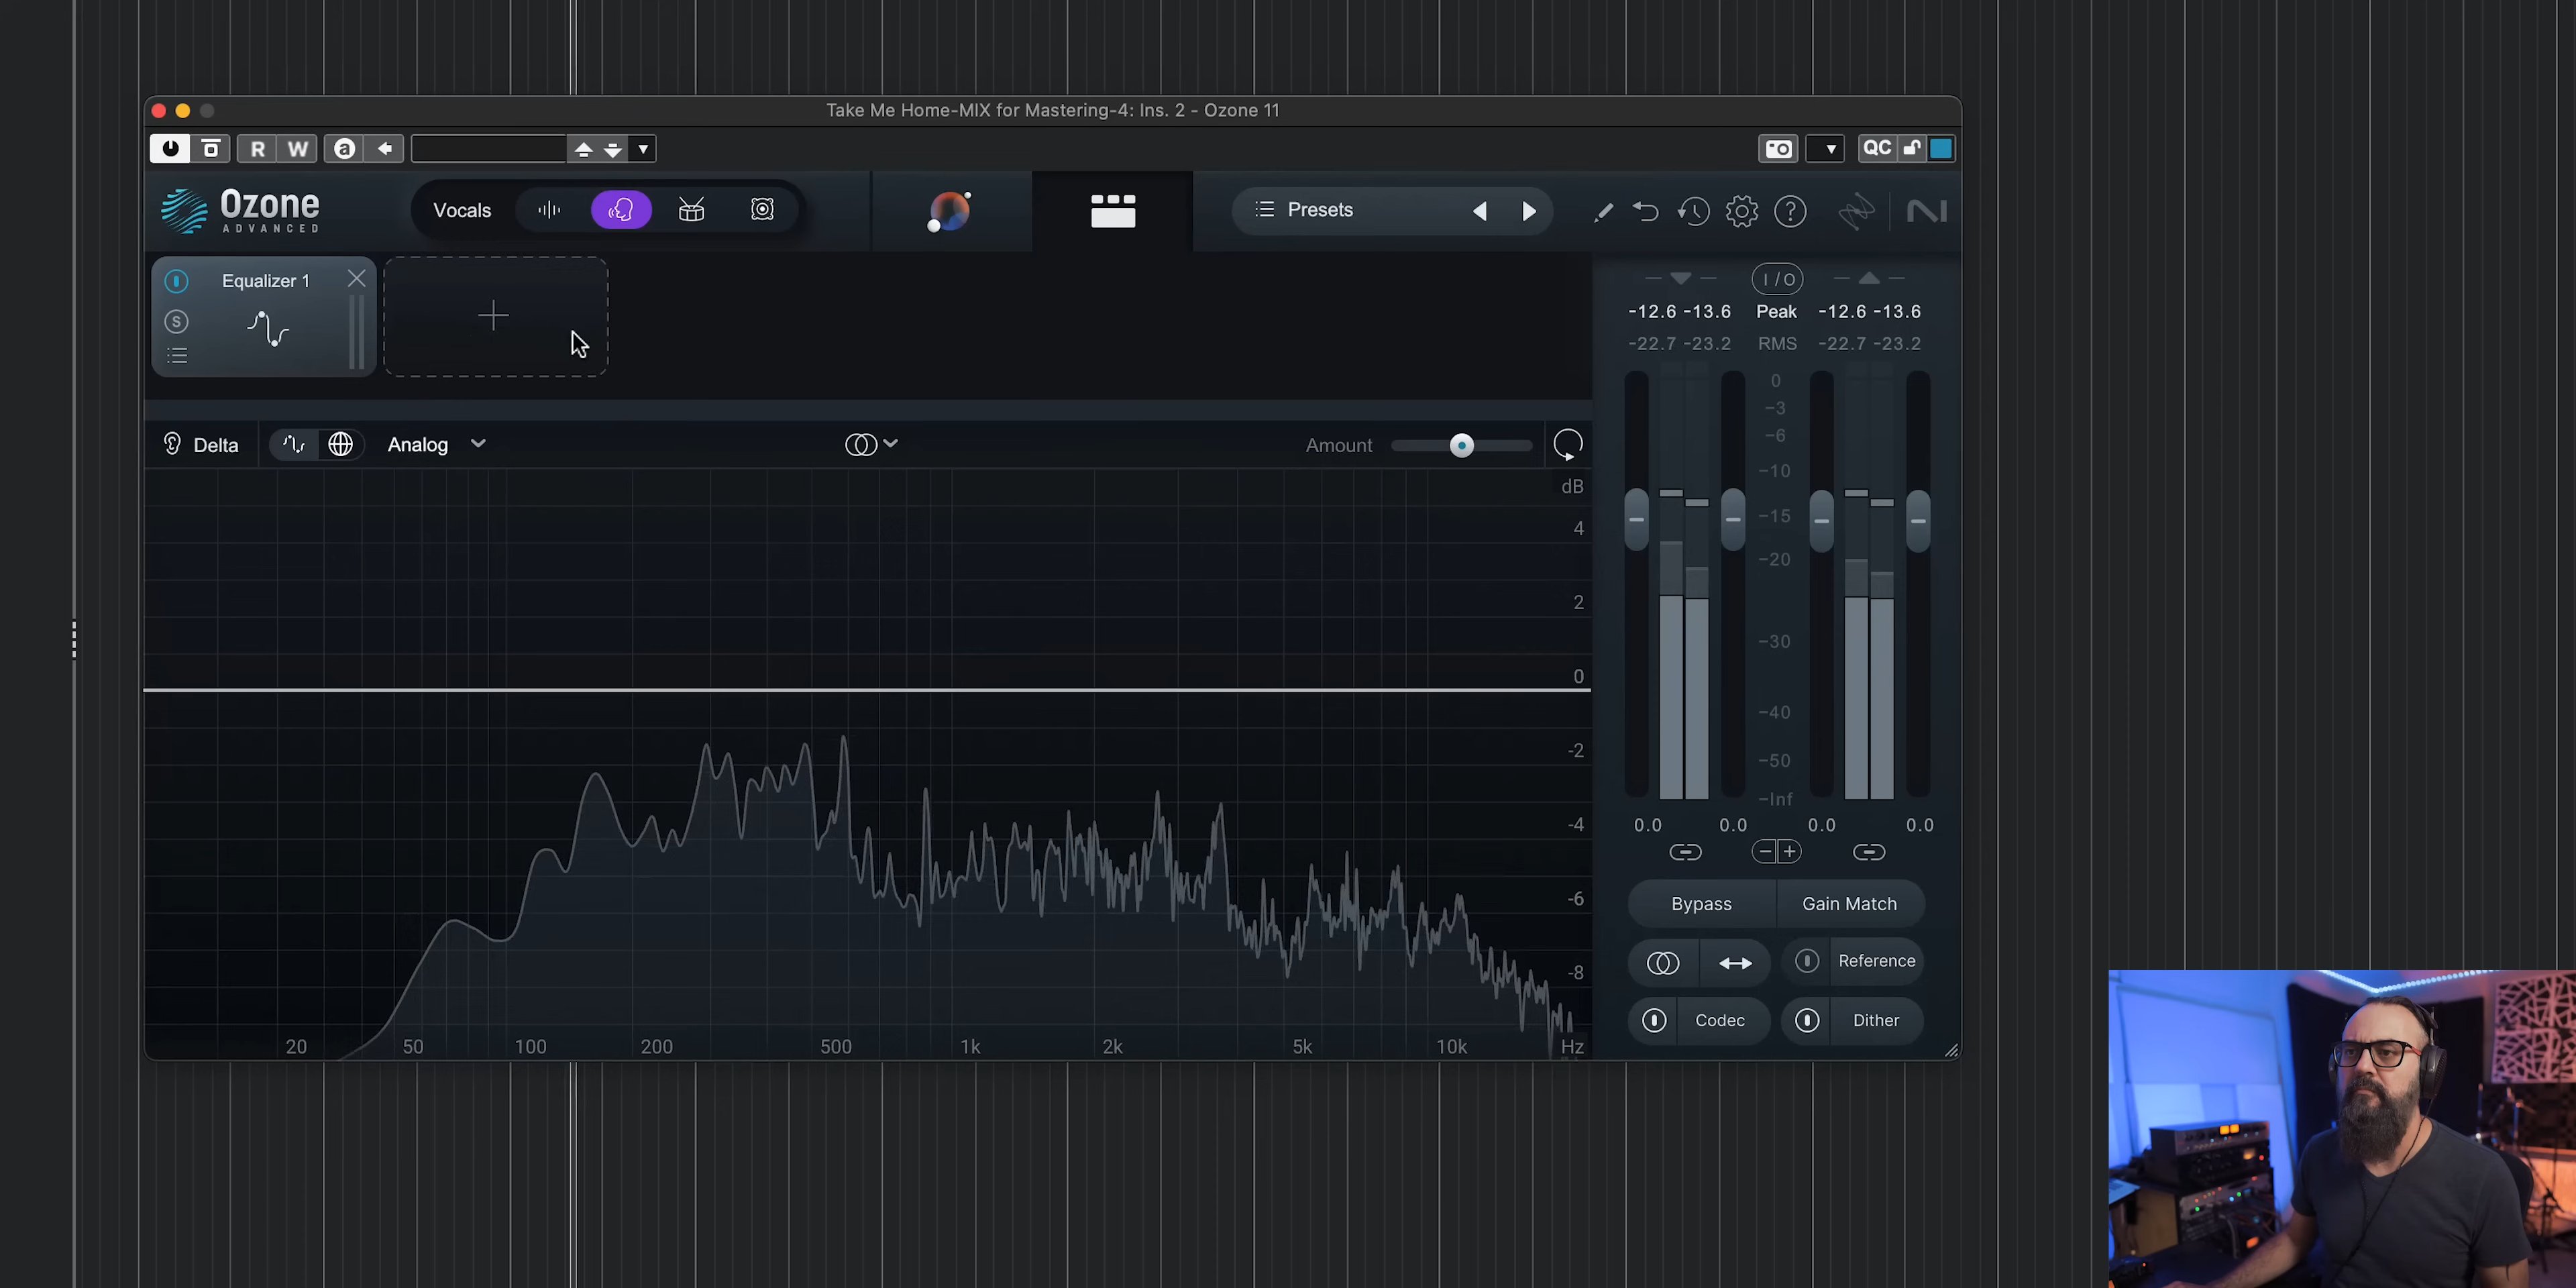 Take Me Home-MIX for Mastering-4: Ins. 2 - Ozone 11
R W a QC
Ozone
ADVANCED
Vocals
Presets
?
Equalizer 1
S
I / O
-12.6 -13.6 Peak -12.6 -13.6
-22.7 -23.2 RMS -22.7 -23.2
Delta
Analog
Amount
dB
4
2
0
-2
-4
-6
-8
20 50 100 200 500 1k 2k 5k 10k Hz
0
-3
-6
-10
-15
-20
-30
-40
-50
-Inf
0.0 0.0 0.0 0.0
Bypass Gain Match
Reference
Codec Dither